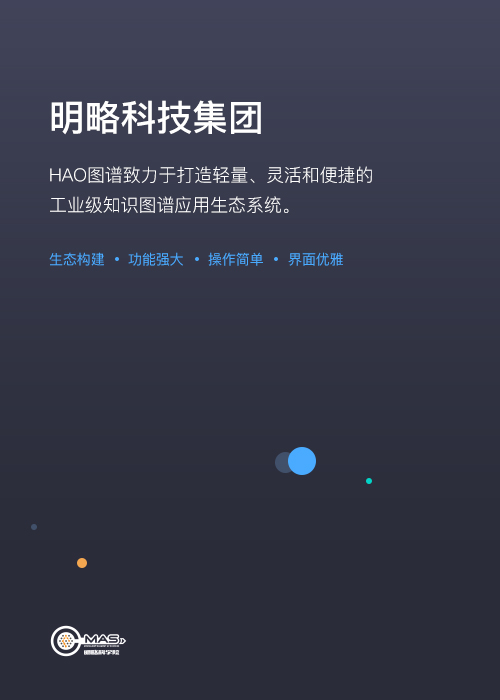 明略科技集团
HAO图谱致力于打造轻量、灵活和便捷的
工业级知识图谱应用生态系统。
生态构建 • 功能强大 • 操作简单 • 界面优雅
MAS
明略科学院